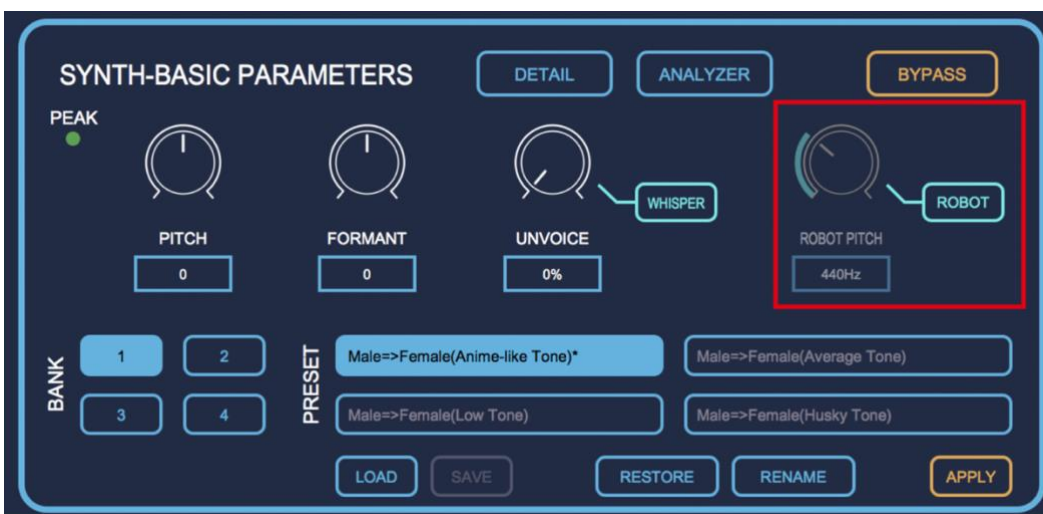 SYNTH-BASIC PARAMETERS
DETAIL
ANALYZER
BYPASS
PEAK
WHISPER
ROBOT
PITCH
FORMANT
UNVOICE
ROBOT PITCH
0
0
0%
440Hz
BANK
1
2
3
4
PRESET
Male=>Female(Anime-like Tone)*
Male=>Female(Average Tone)
Male=>Female(Low Tone)
Male=>Female(Husky Tone)
LOAD
SAVE
RESTORE
RENAME
APPLY